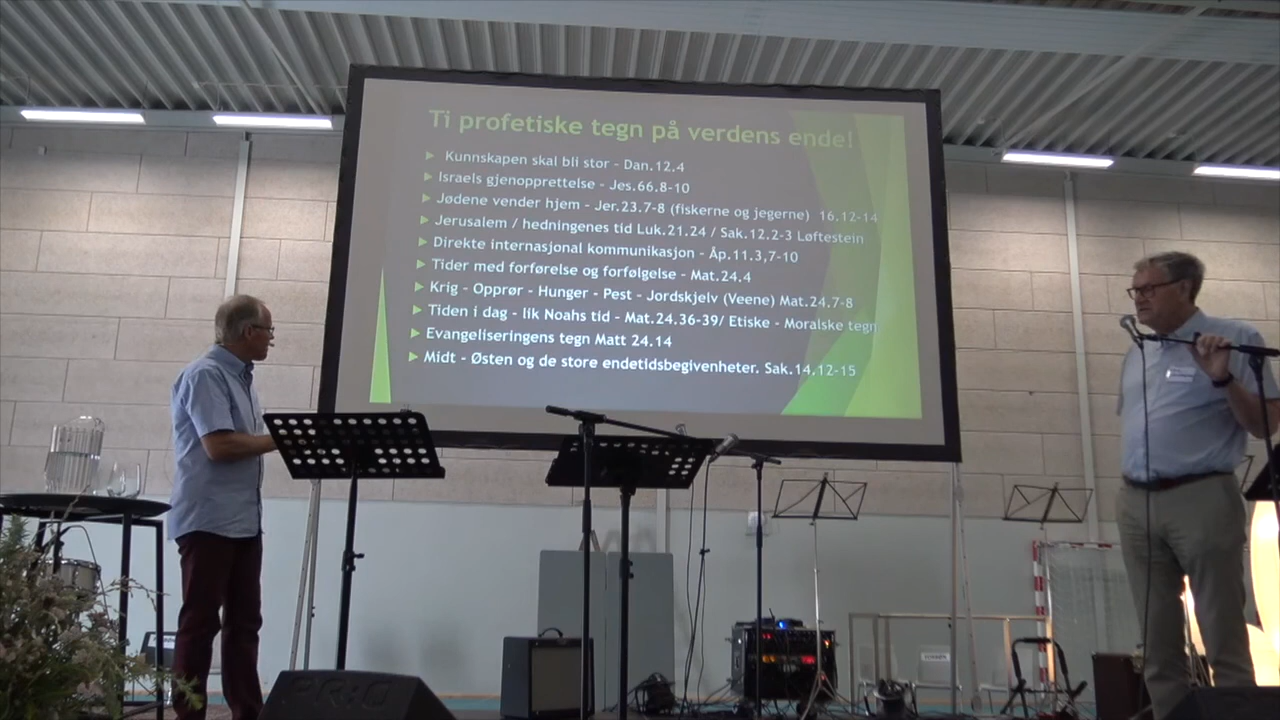 Ti profetiske tegn på verdens ende!
Kunnskapen skal bli stor - Dan.12.4
Israels gjenopprettelse - Jes.66.8-10
Jødene vender hjem - Jer.23.7-8 (fiskerne og jegerne) 16.12-14
Jerusalem / hedningenes tid Luk.21.24 / Sak.12.2-3 Løftestein
Direkte internasjonal kommunikasjon - Åp.11.3,7-10
Tider med forførelse og forfølgelse - Mat.24.4
Krig - Opprør - Hunger - Pest - Jordskjelv (Veene) Mat.24.7-8
Tiden i dag - lik Noahs tid - Mat.24.36-39/ Etiske - Moralske tegn
Evangeliseringens tegn Matt 24.14
Midt - Østen og de store endetidsbegivenheter. Sak.14.12-15